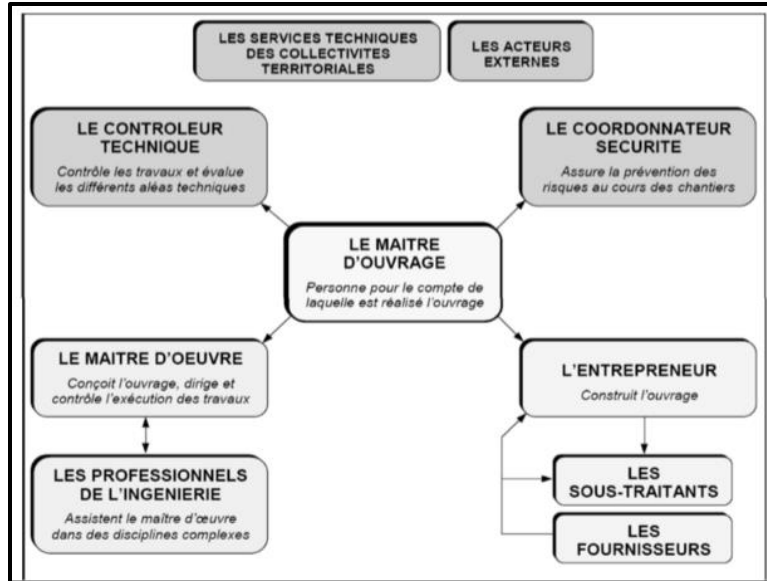 LES SERVICES TECHNIQUES
DES COLLECTIVITES
TERRITORIALES
LES ACTEURS
EXTERNES
LE CONTROLEUR
TECHNIQUE
Contrôle les travaux et évalue
les différents aléas techniques
LE COORDONNATEUR
SECURITE
Assure la prévention des
risques au cours des chantiers
LE MAITRE
D'OUVRAGE
Personne pour le compte de
laquelle est réalisé l'ouvrage
LE MAITRE D'OEUVRE
Conçoit l'ouvrage, dirige et
contrôle l'exécution des travaux
L'ENTREPRENEUR
Construit l'ouvrage
LES PROFESSIONNELS
DE L'INGENIERIE
Assistent le maître d'œuvre
dans des disciplines complexes
LES
SOUS-TRAITANTS
LES
FOURNISSEURS